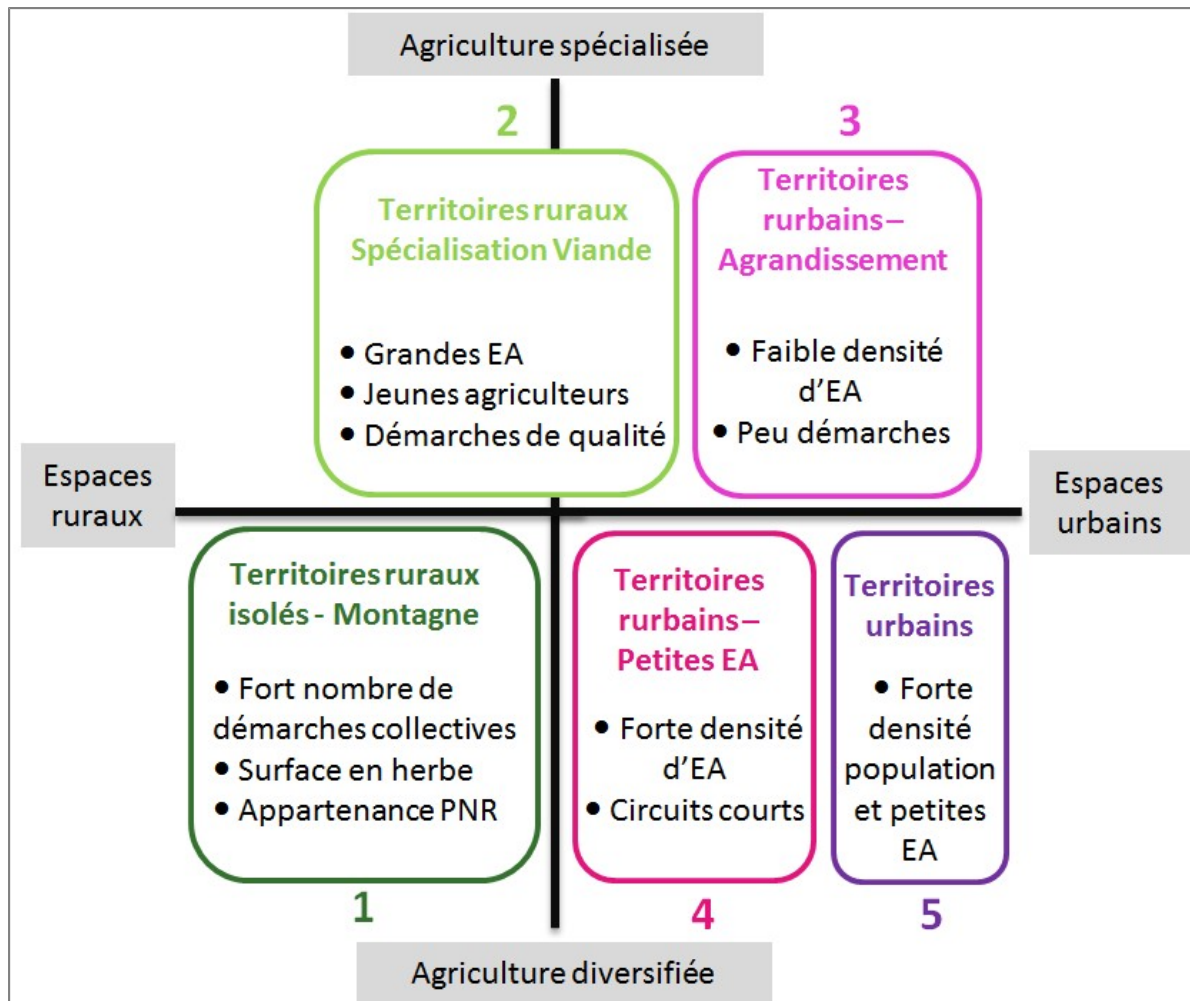 Agriculture spécialisée
2
Territoires ruraux
Spécialisation Viande
• Grandes EA
• Jeunes agriculteurs
• Démarches de qualité
3
Territoires
rurbains –
Agrandissement
• Faible densité
d'EA
• Peu démarches
Espaces
ruraux
Espaces
urbains
Territoires ruraux
isolés - Montagne
• Fort nombre de
démarches collectives
• Surface en herbe
• Appartenance PNR
1
Territoires
rurbains –
Petites EA
• Forte densité
d'EA
• Circuits courts
4
Territoires
urbains
• Forte
densité
population
et petites
EA
5
Agriculture diversifiée